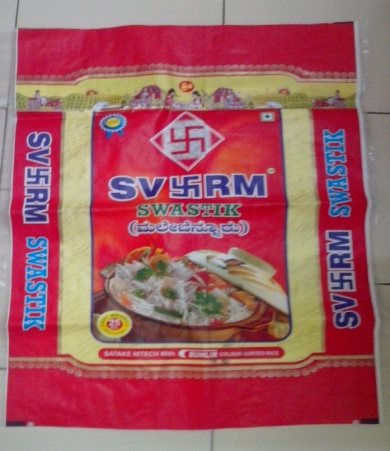 SV卐RM
SWASTIK
(ಮಲೇಬೆನ್ನೂರು)
SATAKE HITECH With BUHLER COLOUR SORTED RICE
SV卐RM SWASTIK
SV卐RM SWASTIK